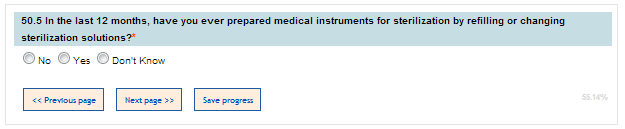 50.5 In the last 12 months, have you ever prepared medical instruments for sterilization by refilling or changing
sterilization solutions?*
No Yes Don't Know
<< Previous page Next page >> Save progress 55.14%